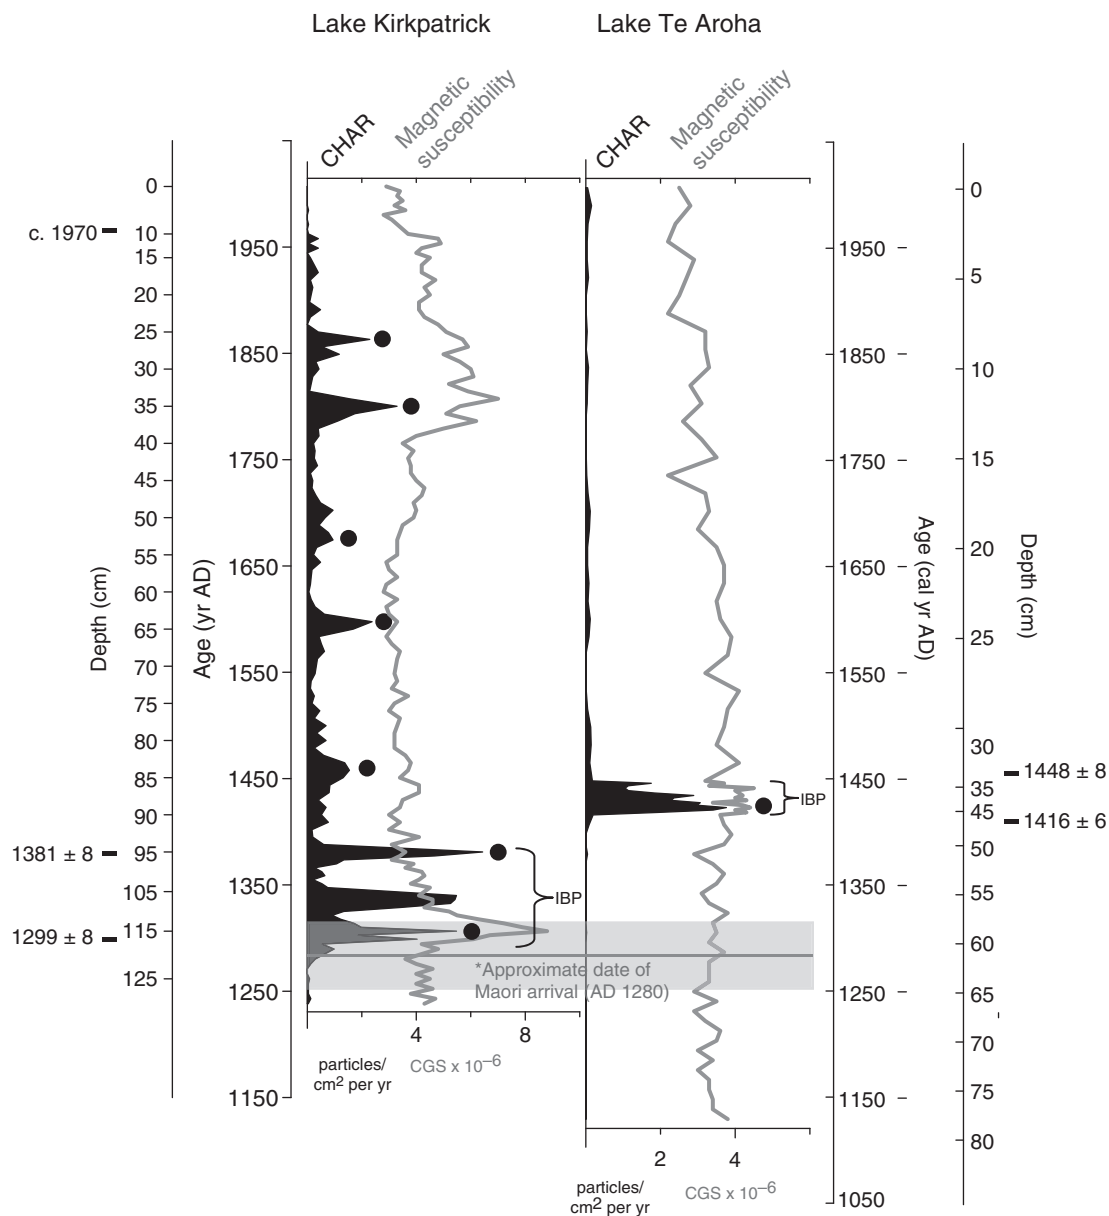 Lake Kirkpatrick
Lake Te Aroha
CHAR
Magnetic
susceptibility
CHAR
Magnetic
susceptibility
Depth (cm)
0
10
15
20
25
30
35
40
45
50
55
60
65
70
75
80
85
90
95
105
115
125
c. 1970
1381 ± 8
1299 ± 8
Age (yr AD)
1950
1850
1750
1650
1550
1450
1350
1250
1150
IBP
IBP
*Approximate date of
Maori arrival (AD 1280)
4
8
particles/
cm² per yr
CGS x 10⁻⁶
2
4
particles/
cm² per yr
CGS x 10⁻⁶
Age (cal yr AD)
1950
1850
1750
1650
1550
1450
1350
1250
1150
1050
Depth (cm)
0
5
10
15
20
25
30
35
45
50
55
60
65
70
75
80
1448 ± 8
1416 ± 6